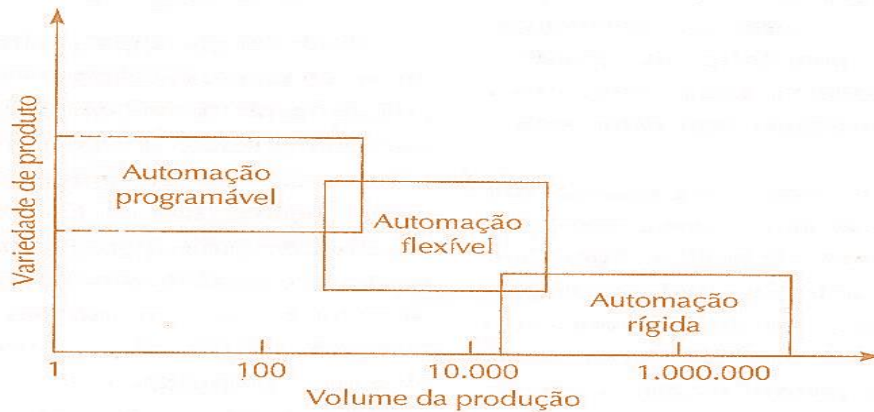 Variedade de produto
Automação
programável
Automação
flexível
Automação
rígida
1
100
10.000
1.000.000
Volume da produção